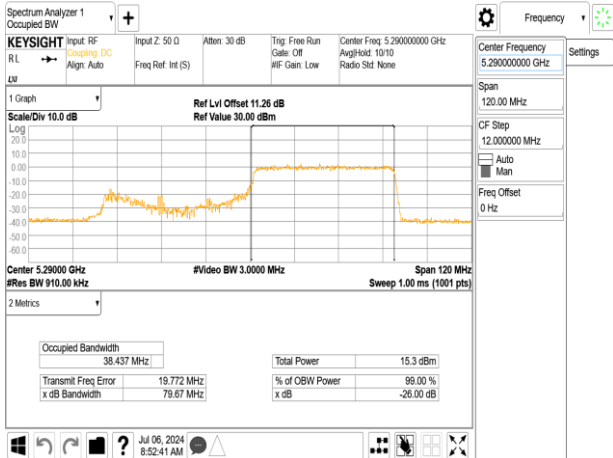 Spectrum Analyzer 1
Occupied BW
+
Frequency
KEYSIGHT Input: RF Input Z: 50 Ω Atten: 30 dB Trig: Free Run Center Freq: 5.290000000 GHz
RL Coupling: DC Gate: Off Avg|Hold: 10/10
Align: Auto Freq Ref: Int (S) #IF Gain: Low Radio Std: None
LXI
Center Frequency
5.290000000 GHz
Settings
Span
120.00 MHz
CF Step
12.000000 MHz
Auto
Man
Freq Offset
0 Hz
1 Graph
Scale/Div 10.0 dB
Ref Lvl Offset 11.26 dB
Ref Value 30.00 dBm
Log
20.0
10.0
0.00
-10.0
-20.0
-30.0
-40.0
-50.0
-60.0
Center 5.29000 GHz #Video BW 3.0000 MHz Span 120 MHz
#Res BW 910.00 kHz Sweep 1.00 ms (1001 pts)
2 Metrics
Occupied Bandwidth
38.437 MHz
Total Power 15.3 dBm
Transmit Freq Error 19.772 MHz % of OBW Power 99.00 %
x dB Bandwidth 79.67 MHz x dB -26.00 dB
?
Jul 06, 2024
8:52:41 AM